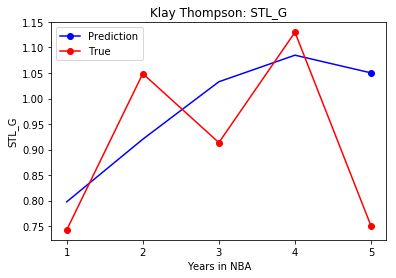 Klay Thompson: STL_G
Prediction
True
STL_G
1.15
1.10
1.05
1.00
0.95
0.90
0.85
0.80
0.75
1 2 3 4 5
Years in NBA